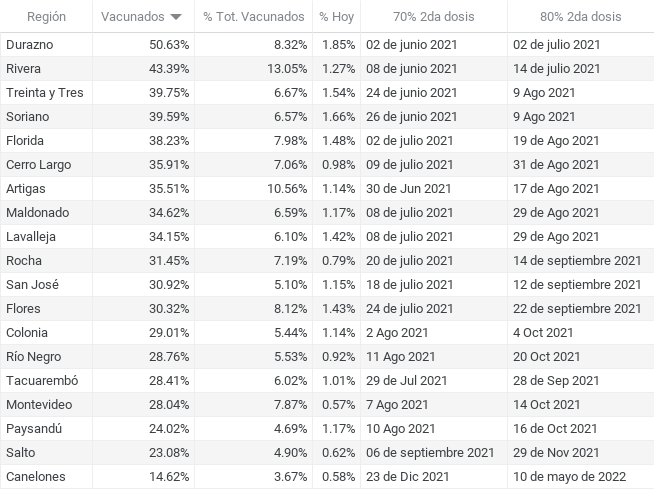 Región Vacunados % Tot. Vacunados % Hoy 70% 2da dosis 80% 2da dosis
Durazno 50.63% 8.32% 1.85% 02 de junio 2021 02 de julio 2021
Rivera 43.39% 13.05% 1.27% 08 de junio 2021 14 de julio 2021
Treinta y Tres 39.75% 6.67% 1.54% 24 de junio 2021 9 Ago 2021
Soriano 39.59% 6.57% 1.66% 26 de junio 2021 9 Ago 2021
Florida 38.23% 7.98% 1.48% 02 de julio 2021 19 de Ago 2021
Cerro Largo 35.91% 7.06% 0.98% 09 de julio 2021 31 de Ago 2021
Artigas 35.51% 10.56% 1.14% 30 de Jun 2021 17 de Ago 2021
Maldonado 34.62% 6.59% 1.17% 08 de julio 2021 29 de Ago 2021
Lavalleja 34.15% 6.10% 1.42% 08 de julio 2021 29 de Ago 2021
Rocha 31.45% 7.19% 0.79% 20 de julio 2021 14 de septiembre 2021
San José 30.92% 5.10% 1.15% 18 de julio 2021 12 de septiembre 2021
Flores 30.32% 8.12% 1.43% 24 de julio 2021 22 de septiembre 2021
Colonia 29.01% 5.44% 1.14% 2 Ago 2021 4 Oct 2021
Río Negro 28.76% 5.53% 0.92% 11 Ago 2021 20 Oct 2021
Tacuarembó 28.41% 6.02% 1.01% 29 de Jul 2021 28 de Sep 2021
Montevideo 28.04% 7.87% 0.57% 7 Ago 2021 14 Oct 2021
Paysandú 24.02% 4.69% 1.17% 10 Ago 2021 16 de Oct 2021
Salto 23.08% 4.90% 0.62% 06 de septiembre 2021 29 de Nov 2021
Canelones 14.62% 3.67% 0.58% 23 de Dic 2021 10 de mayo de 2022